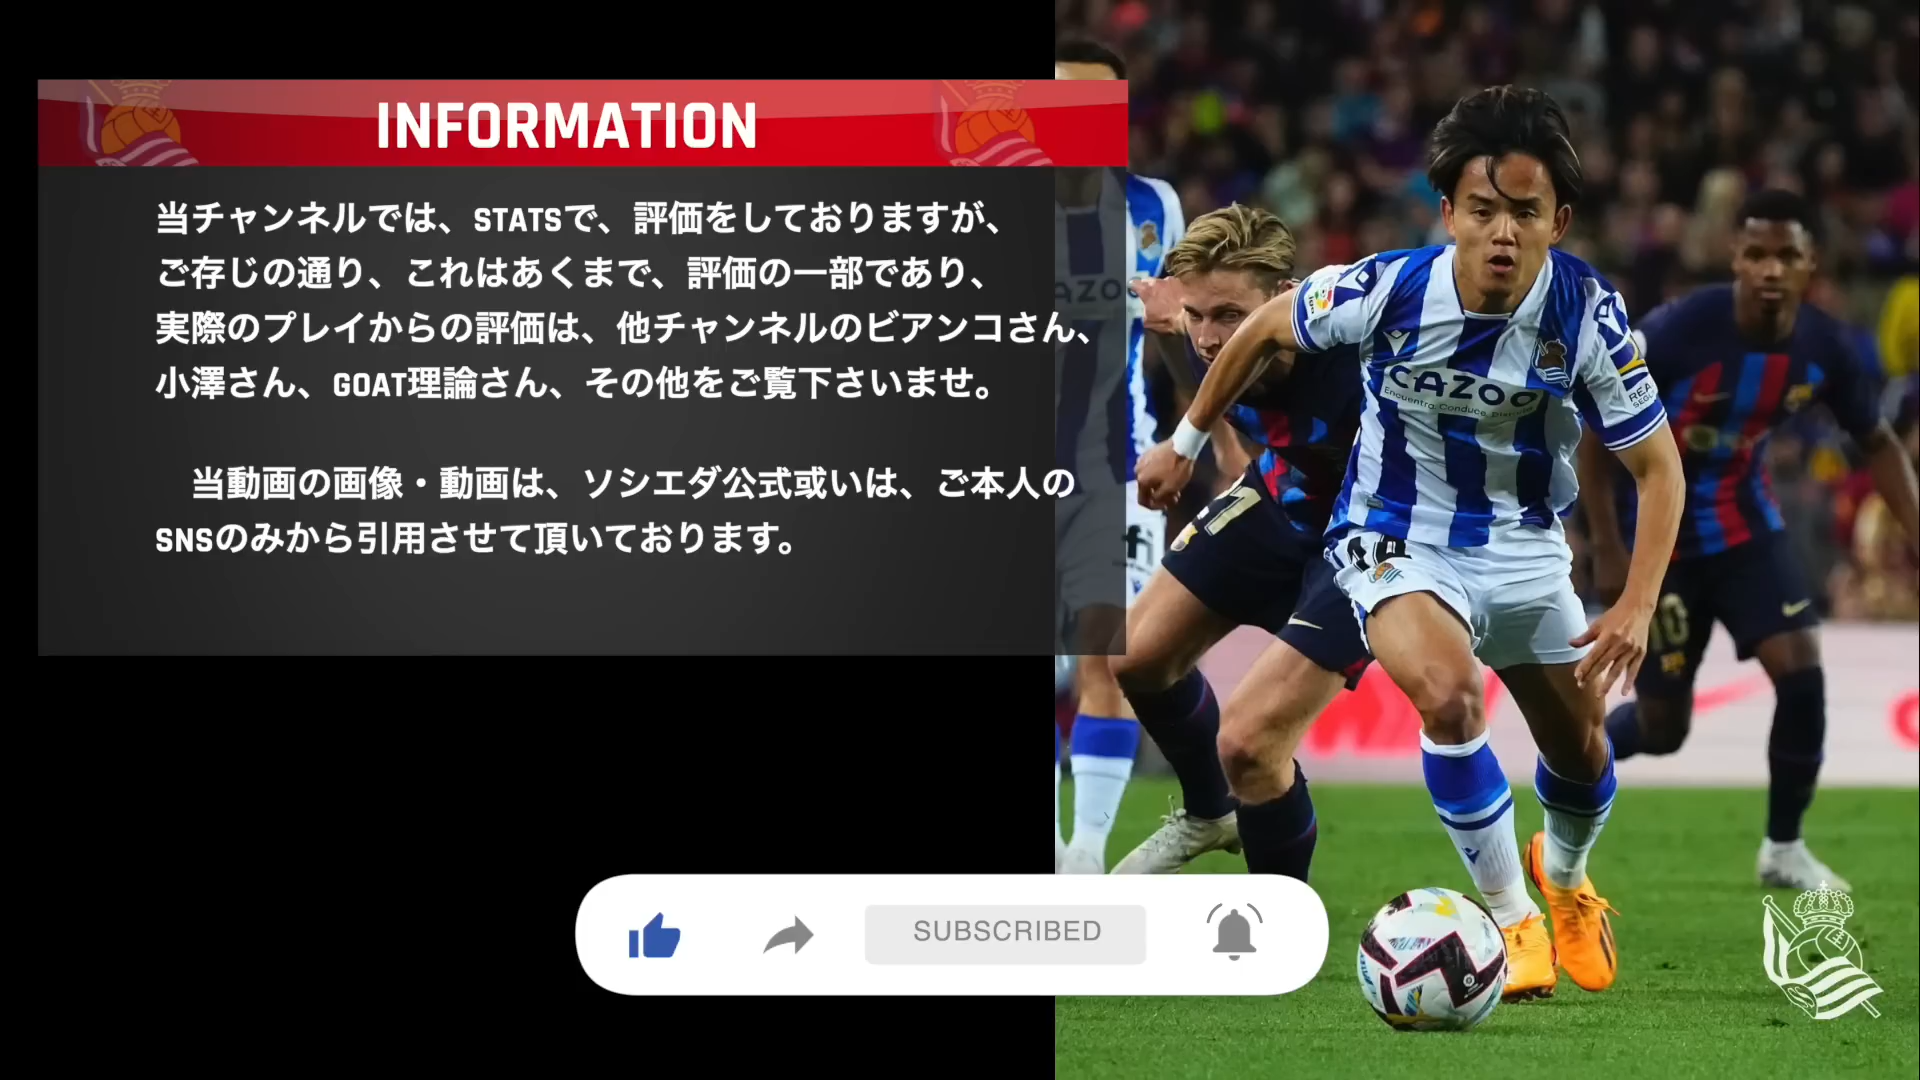 INFORMATION
当チャンネルでは、STATSで、評価をしておりますが、
ご存じの通り、これはあくまで、評価の一部であり、
実際のプレイからの評価は、他チャンネルのビアンコさん、
小澤さん、GOAT理論さん、その他をご覧下さいませ。
当動画の画像・動画は、ソシエダ公式或いは、ご本人の
SNSのみから引用させて頂いております。
SUBSCRIBED
CAZOO
Encuentra. Conduce. Disfruta
21
10